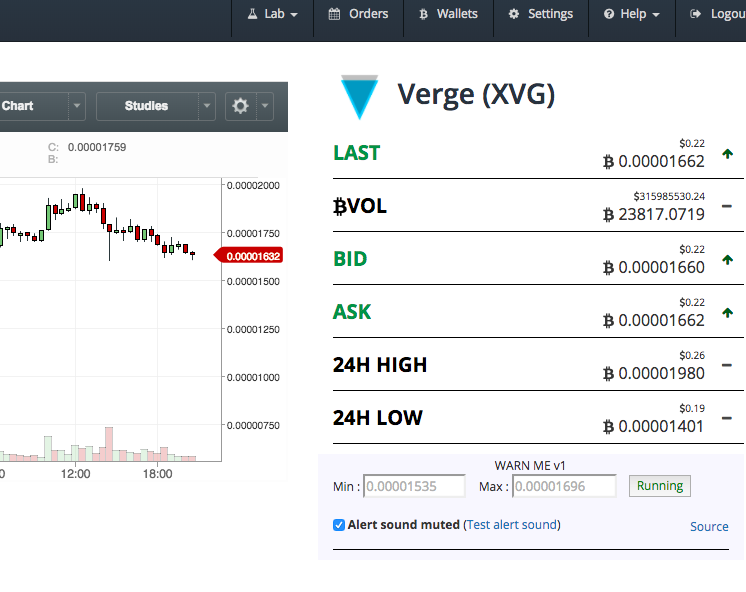 Lab Orders Wallets Settings Help Logou
Chart Studies
C: 0.00001759
B:
0.00002000
0.00001750
0.00001632
0.00001500
0.00001250
0.00001000
0.00000750
0 12:00 18:00
Verge (XVG)
$0.22
LAST Ƀ 0.00001662
$315985530.24
ɃVOL Ƀ 23817.0719
$0.22
BID Ƀ 0.00001660
$0.22
ASK Ƀ 0.00001662
$0.26
24H HIGH Ƀ 0.00001980
$0.19
24H LOW Ƀ 0.00001401
WARN ME v1
Min : 0.00001535 Max : 0.00001696 Running
Alert sound muted (Test alert sound)
Source